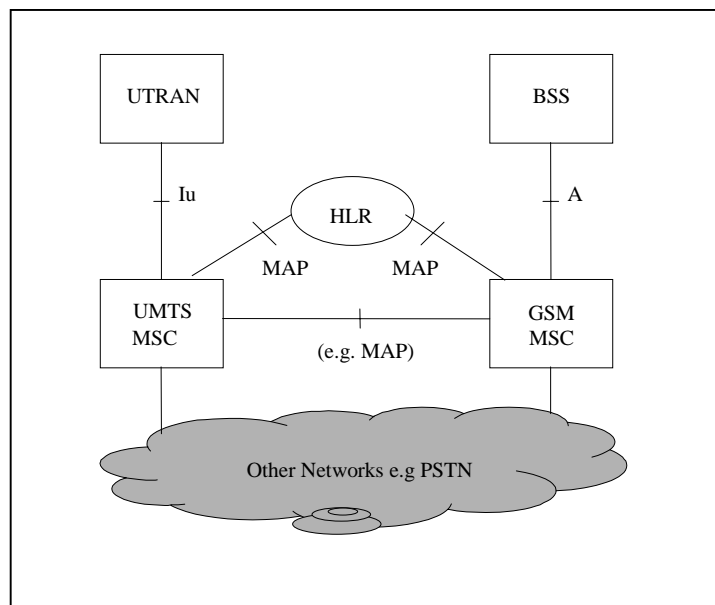 UTRAN
BSS
Iu
A
HLR
MAP
MAP
UMTS
MSC
GSM
MSC
(e.g. MAP)
Other Networks e.g PSTN